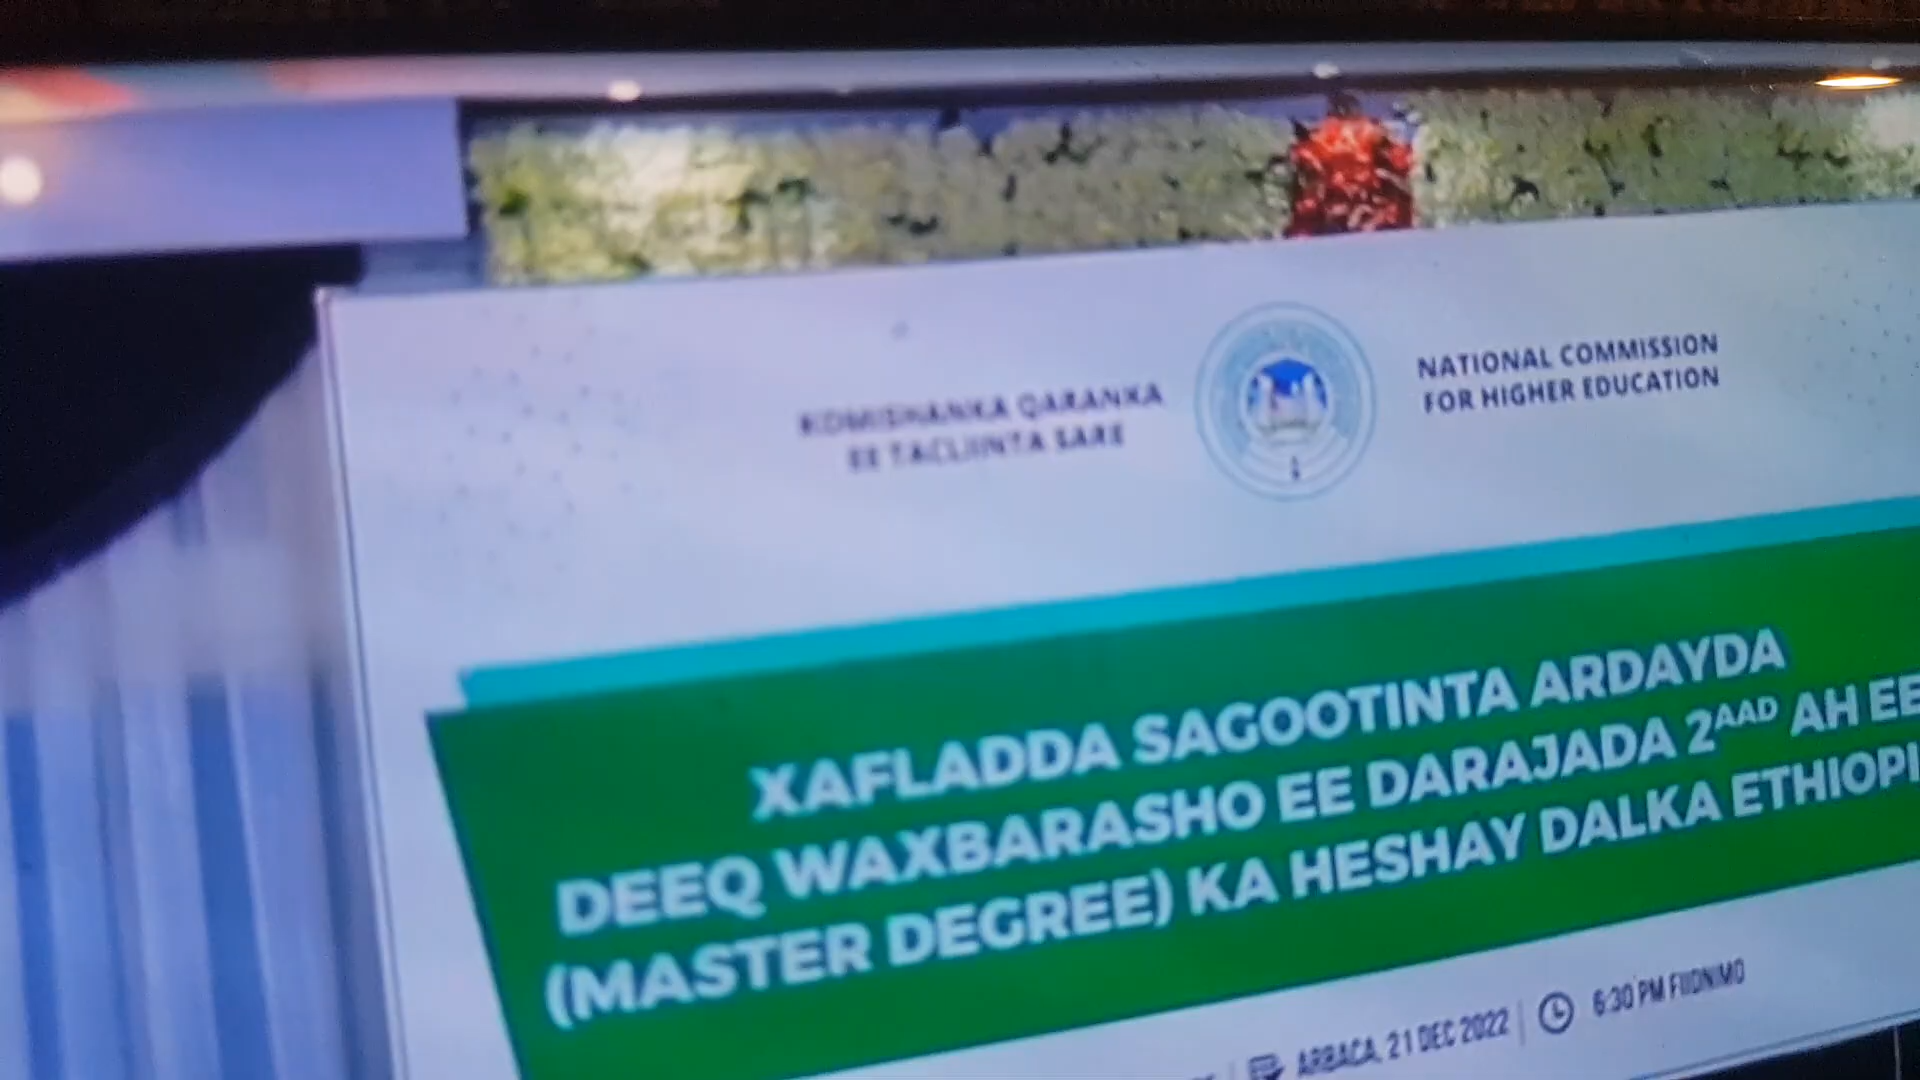 KOMISHANKA QARANKA
EE TACLIINTA SARE
NATIONAL COMMISSION
FOR HIGHER EDUCATION
XAFLADDA SAGOOTINTA ARDAYDA
DEEQ WAXBARASHO EE DARAJADA 2AAD AH EE
(MASTER DEGREE) KA HESHAY DALKA ETHIOPI
ARBACA, 21 DEC 2022 | 6:30 PM FIIDNIMO